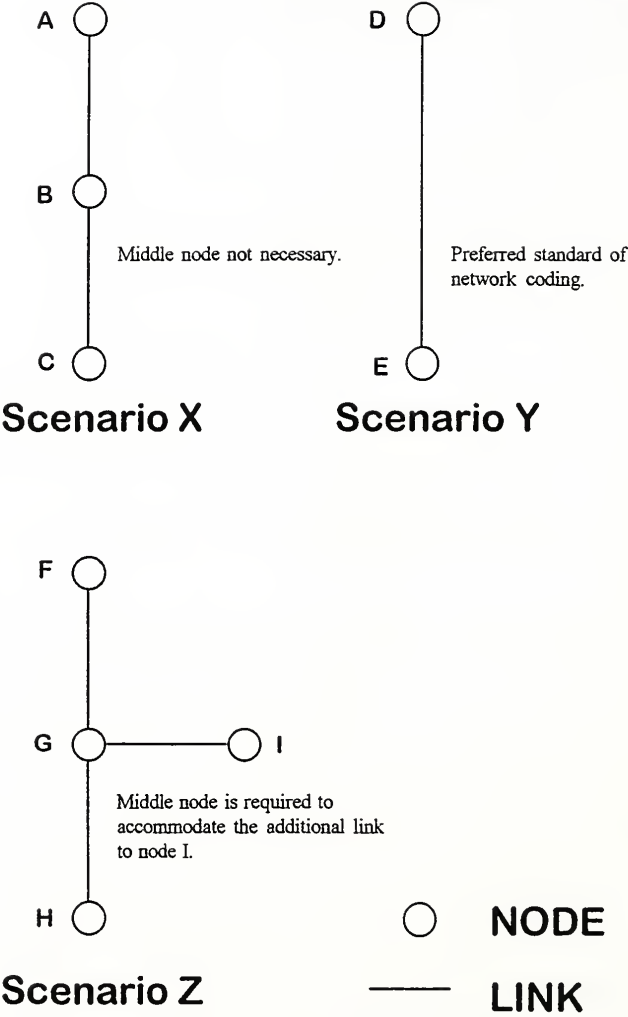 A
D
B
Middle node not necessary.
Preferred standard of
network coding.
C
E
Scenario X
Scenario Y
F
G
I
Middle node is required to
accommodate the additional link
to node I.
H
NODE
Scenario Z
LINK